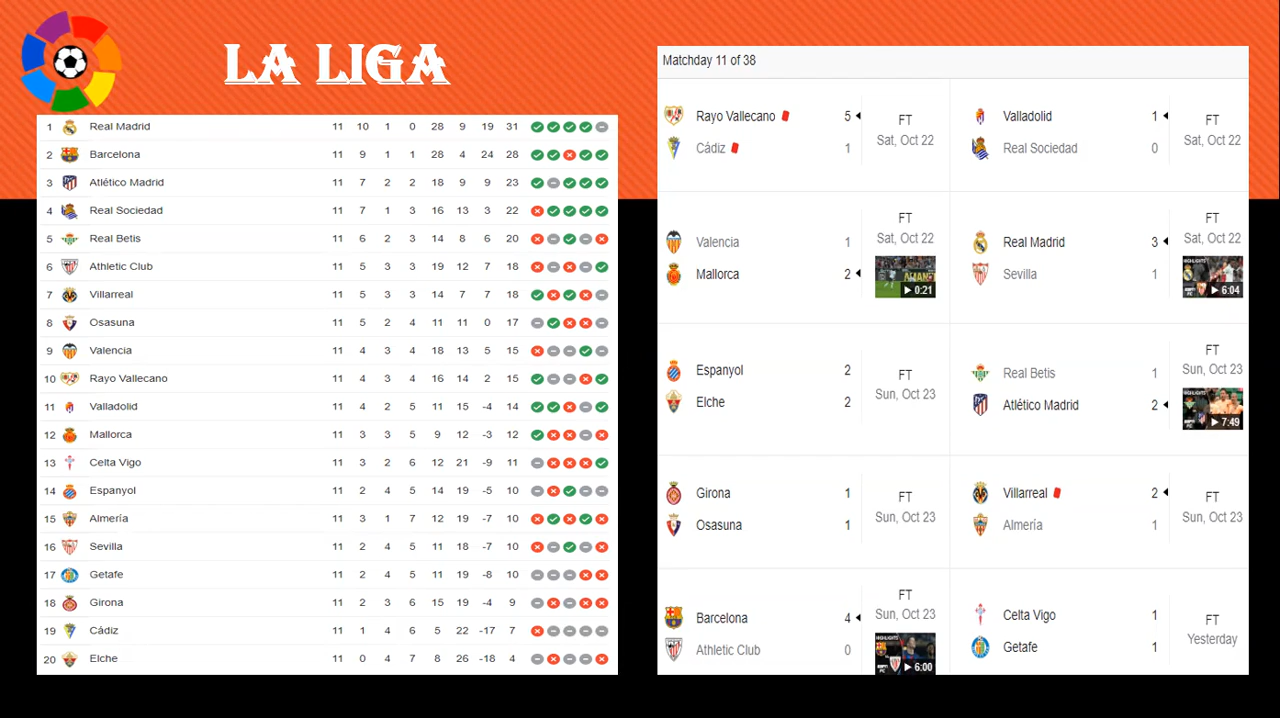 LA LIGA
1 Real Madrid 11 10 1 0 28 9 19 31
2 Barcelona 11 9 1 1 28 4 24 28
3 Atlético Madrid 11 7 2 2 18 9 9 23
4 Real Sociedad 11 7 1 3 16 13 3 22
5 Real Betis 11 6 2 3 14 8 6 20
6 Athletic Club 11 5 3 3 19 12 7 18
7 Villarreal 11 5 3 3 14 7 7 18
8 Osasuna 11 5 2 4 11 11 0 17
9 Valencia 11 4 3 4 18 13 5 15
10 Rayo Vallecano 11 4 3 4 16 14 2 15
11 Valladolid 11 4 2 5 11 15 -4 14
12 Mallorca 11 3 3 5 9 12 -3 12
13 Celta Vigo 11 3 2 6 12 21 -9 11
14 Espanyol 11 2 4 5 14 19 -5 10
15 Almería 11 3 1 7 12 19 -7 10
16 Sevilla 11 2 4 5 11 18 -7 10
17 Getafe 11 2 4 5 11 19 -8 10
18 Girona 11 2 3 6 15 19 -4 9
19 Cádiz 11 1 4 6 5 22 -17 7
20 Elche 11 0 4 7 8 26 -18 4
Matchday 11 of 38
Rayo Vallecano 5
Cádiz 1
FT
Sat, Oct 22
Valladolid 1
Real Sociedad 0
FT
Sat, Oct 22
Valencia 1
Mallorca 2
FT
Sat, Oct 22
0:21
Real Madrid 3
Sevilla 1
FT
Sat, Oct 22
HIGHLIGHTS
6:04
Espanyol 2
Elche 2
FT
Sun, Oct 23
Real Betis 1
Atlético Madrid 2
FT
Sun, Oct 23
HIGHLIGHTS
7:49
Girona 1
Osasuna 1
FT
Sun, Oct 23
Villarreal 2
Almería 1
FT
Sun, Oct 23
Barcelona 4
Athletic Club 0
FT
Sun, Oct 23
HIGHLIGHTS
6:00
Celta Vigo 1
Getafe 1
FT
Yesterday